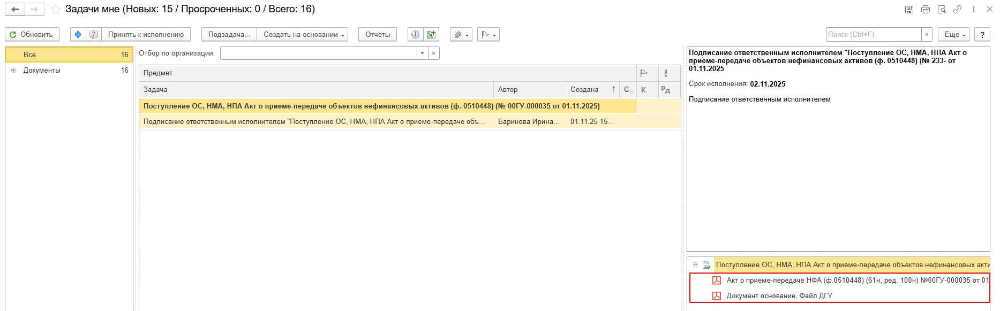 Задачи мне (Новых: 15 / Просроченных: 0 / Всего: 16)
Обновить
Принять к исполнению
Подзадача...
Создать на основании
Отчеты
Поиск (Ctrl+F)
×
Еще
?
Все 16
Документы 16
Отбор по организации:
×
Предмет
Задача Автор Создана ↑ С.. К Рд
Поступление ОС, НМА, НПА Акт о приеме-передаче объектов нефинансовых активов (ф. 0510448) (№ 00ГУ-000035 от 01.11.2025)
Подписание ответственным исполнителем "Поступление ОС, НМА, НПА Акт о приеме-передаче объ... Баринова Ирина... 01.11.25 15...
Подписание ответственным исполнителем "Поступление ОС, НМА, НПА Акт о
приеме-передаче объектов нефинансовых активов (ф. 0510448) (№ 233- от
01.11.2025
Срок исполнения: 02.11.2025
Подписание ответственным исполнителем
Поступление ОС, НМА, НПА Акт о приеме-передаче объектов нефинансовых акти
Акт о приеме-передаче НФА (ф.0510448) (61н, ред. 100н) №00ГУ-000035 от 01
Документ основание, Файл ДГУ